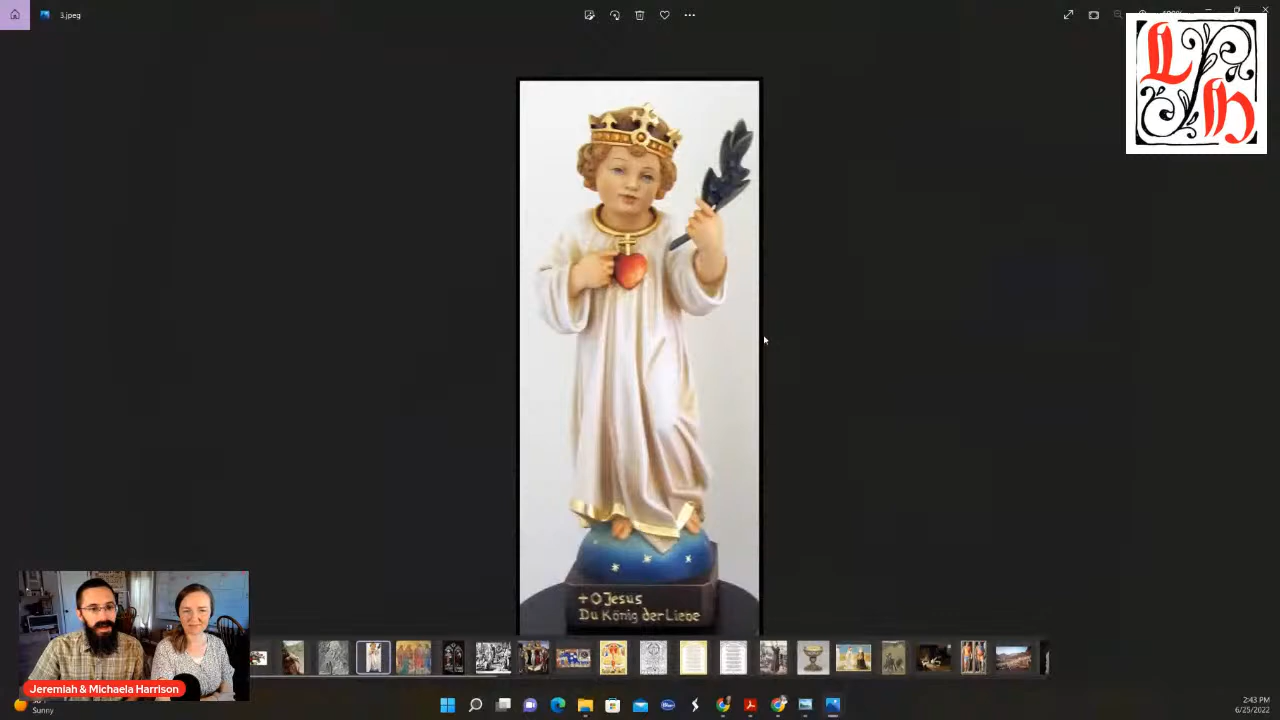 3.jpeg
L
H
+ O Jesus
Du König der Liebe
Jeremiah & Michaela Harrison
Sunny
2:43 PM
6/25/2022